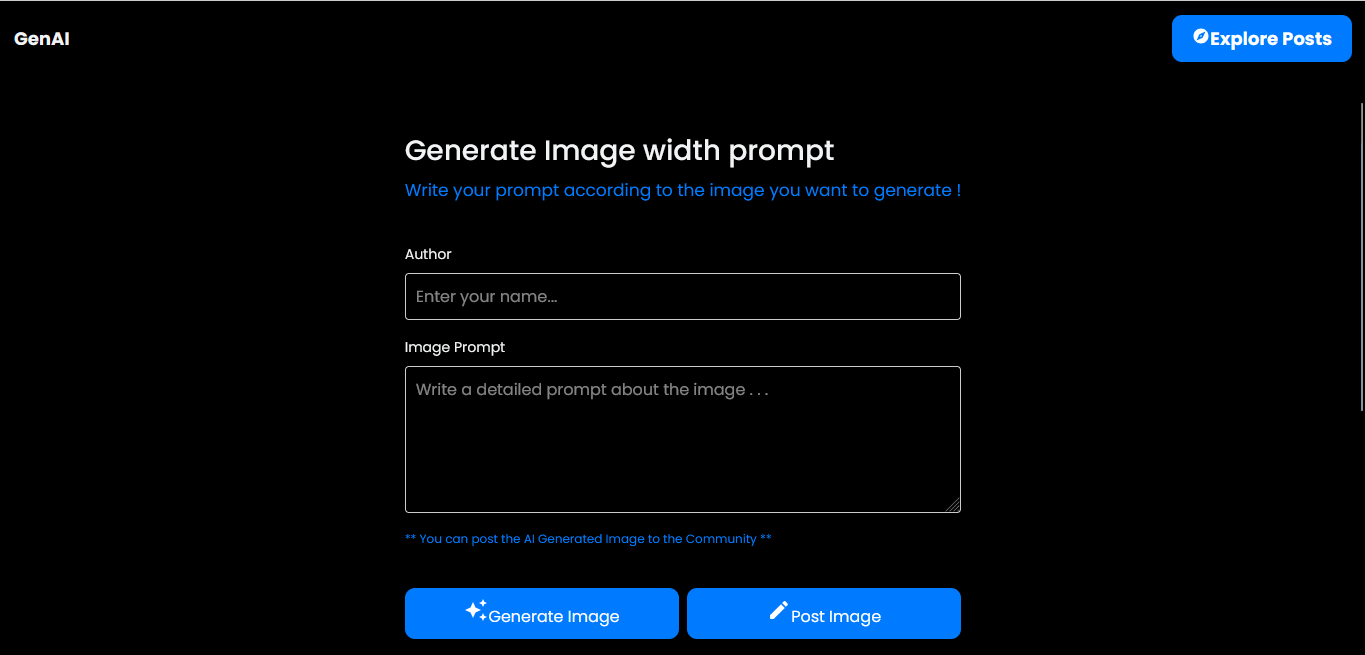 GenAI
Explore Posts
Generate Image width prompt
Write your prompt according to the image you want to generate !
Author
Enter your name...
Image Prompt
Write a detailed prompt about the image . . .
** You can post the AI Generated Image to the Community **
Generate Image
Post Image